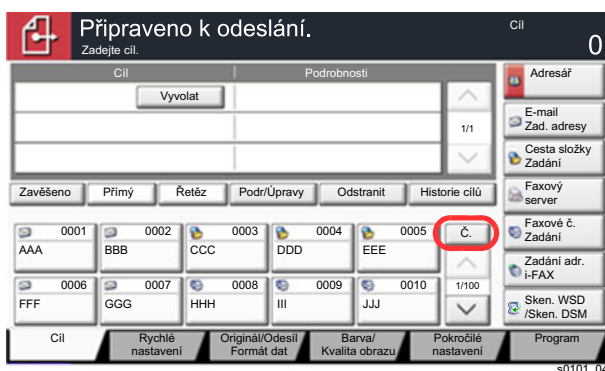 Připraveno k odeslání.
Zadejte cíl.
Cíl
0
Cíl
Podrobnosti
Vyvolat
1/1
Adresář
E-mail
Zad. adresy
Cesta složky
Zadání
Faxový
server
Faxové č.
Zadání
Zadání adr.
i-FAX
Sken. WSD
/Sken. DSM
Zavěšeno
Přímý
Řetěz
Podr/Úpravy
Odstranit
Historie cílů
0001
AAA
0002
BBB
0003
CCC
0004
DDD
0005
EEE
Č.
0006
FFF
0007
GGG
0008
HHH
0009
III
0010
JJJ
1/100
Cíl
Rychlé
nastavení
Originál/Odesíl
Formát dat
Barva/
Kvalita obrazu
Pokročilé
nastavení
Program
s0101_04